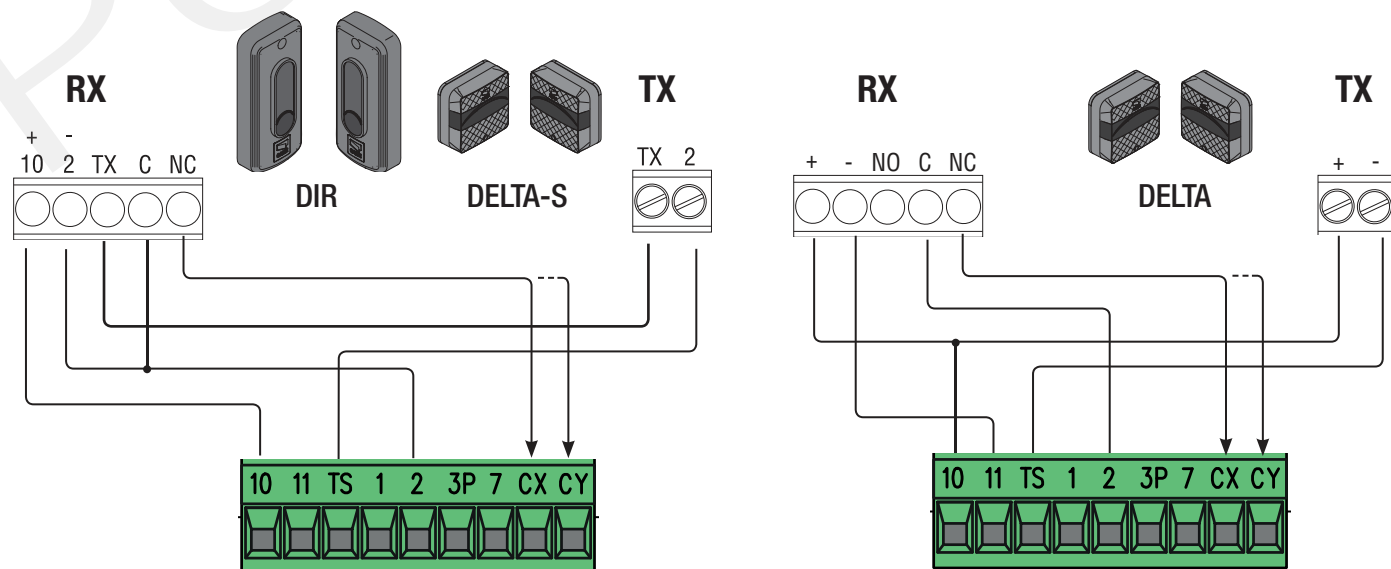 RX
TX
+ -
10 2 TX C NC
TX 2
DIR
DELTA-S
10 11 TS 1 2 3P 7 CX CY
RX
TX
+ - NO C NC
+ -
DELTA
10 11 TS 1 2 3P 7 CX CY